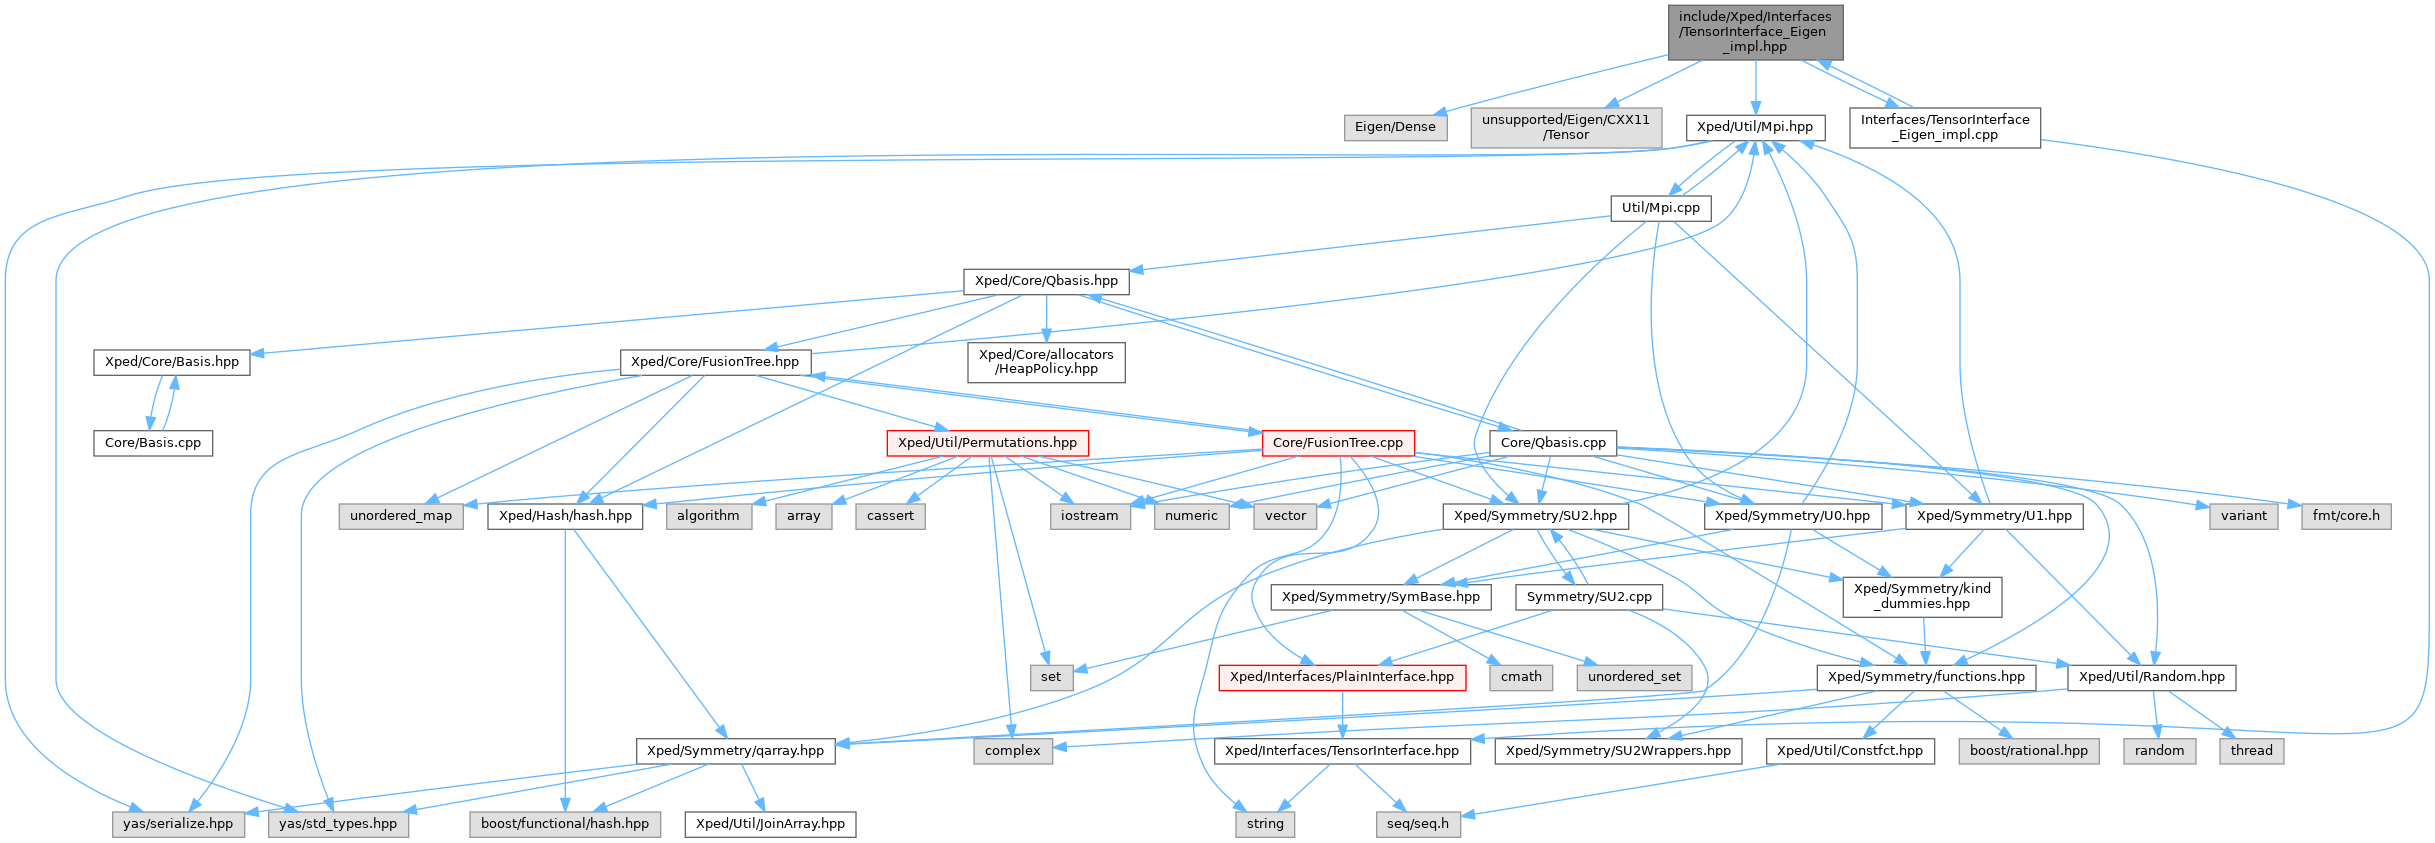 include/Xped/Interfaces
/TensorInterface_Eigen
_impl.hpp
Eigen/Dense
unsupported/Eigen/CXX11
/Tensor
Xped/Util/Mpi.hpp
Interfaces/TensorInterface
_Eigen_impl.cpp
Util/Mpi.cpp
Xped/Core/Qbasis.hpp
Xped/Core/Basis.hpp
Xped/Core/FusionTree.hpp
Xped/Core/allocators
/HeapPolicy.hpp
Core/Basis.cpp
Xped/Util/Permutations.hpp
Core/FusionTree.cpp
Core/Qbasis.cpp
unordered_map
Xped/Hash/hash.hpp
algorithm
array
cassert
iostream
numeric
vector
Xped/Symmetry/SU2.hpp
Xped/Symmetry/U0.hpp
Xped/Symmetry/U1.hpp
variant
fmt/core.h
Xped/Symmetry/SymBase.hpp
Symmetry/SU2.cpp
Xped/Symmetry/kind
_dummies.hpp
set
Xped/Interfaces/PlainInterface.hpp
cmath
unordered_set
Xped/Symmetry/functions.hpp
Xped/Util/Random.hpp
Xped/Symmetry/qarray.hpp
complex
Xped/Interfaces/TensorInterface.hpp
Xped/Symmetry/SU2Wrappers.hpp
Xped/Util/Constfct.hpp
boost/rational.hpp
random
thread
yas/serialize.hpp
yas/std_types.hpp
boost/functional/hash.hpp
Xped/Util/JoinArray.hpp
string
seq/seq.h